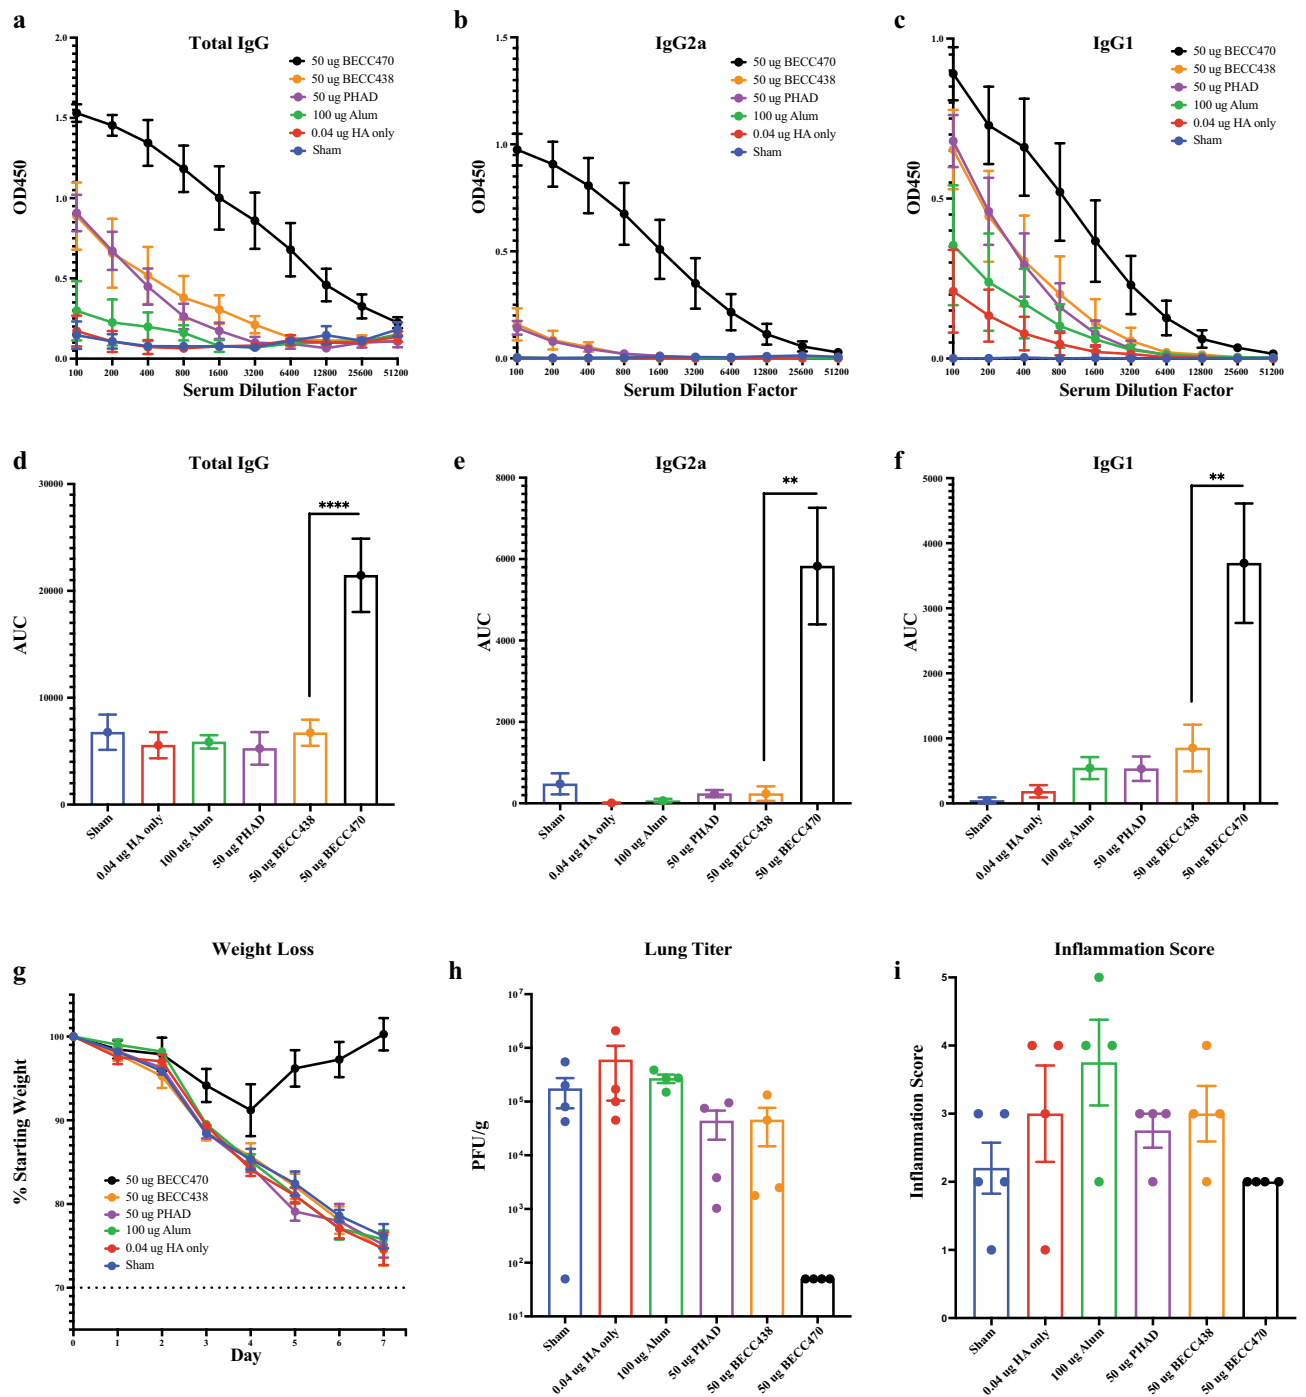 a
Total IgG
2.0
1.5
1.0
0.5
0.0
OD450
50 ug BECC470
50 ug BECC438
50 ug PHAD
100 ug Alum
0.04 ug HA only
Sham
100 200 400 800 1600 3200 6400 12800 25600 51200
Serum Dilution Factor
b
IgG2a
1.5
1.0
0.5
0.0
OD450
50 ug BECC470
50 ug BECC438
50 ug PHAD
100 ug Alum
0.04 ug HA only
Sham
100 200 400 800 1600 3200 6400 12800 25600 51200
Serum Dilution Factor
c
IgG1
1.0
0.5
0.0
OD450
50 ug BECC470
50 ug BECC438
50 ug PHAD
100 ug Alum
0.04 ug HA only
Sham
100 200 400 800 1600 3200 6400 12800 25600 51200
Serum Dilution Factor
d
Total IgG
30000
20000
10000
0
AUC
****
Sham
0.04 ug HA only
100 ug Alum
50 ug PHAD
50 ug BECC438
50 ug BECC470
e
IgG2a
8000
6000
4000
2000
0
AUC
**
Sham
0.04 ug HA only
100 ug Alum
50 ug PHAD
50 ug BECC438
50 ug BECC470
f
IgG1
5000
4000
3000
2000
1000
0
AUC
**
Sham
0.04 ug HA only
100 ug Alum
50 ug PHAD
50 ug BECC438
50 ug BECC470
g
Weight Loss
100
90
80
70
% Starting Weight
50 ug BECC470
50 ug BECC438
50 ug PHAD
100 ug Alum
0.04 ug HA only
Sham
0 1 2 3 4 5 6 7
Day
h
Lung Titer
10⁷
10⁶
10⁵
10⁴
10³
10²
10¹
PFU/g
Sham
0.04 ug HA only
100 ug Alum
50 ug PHAD
50 ug BECC438
50 ug BECC470
i
Inflammation Score
5
4
3
2
1
0
Inflammation Score
Sham
0.04 ug HA only
100 ug Alum
50 ug PHAD
50 ug BECC438
50 ug BECC470